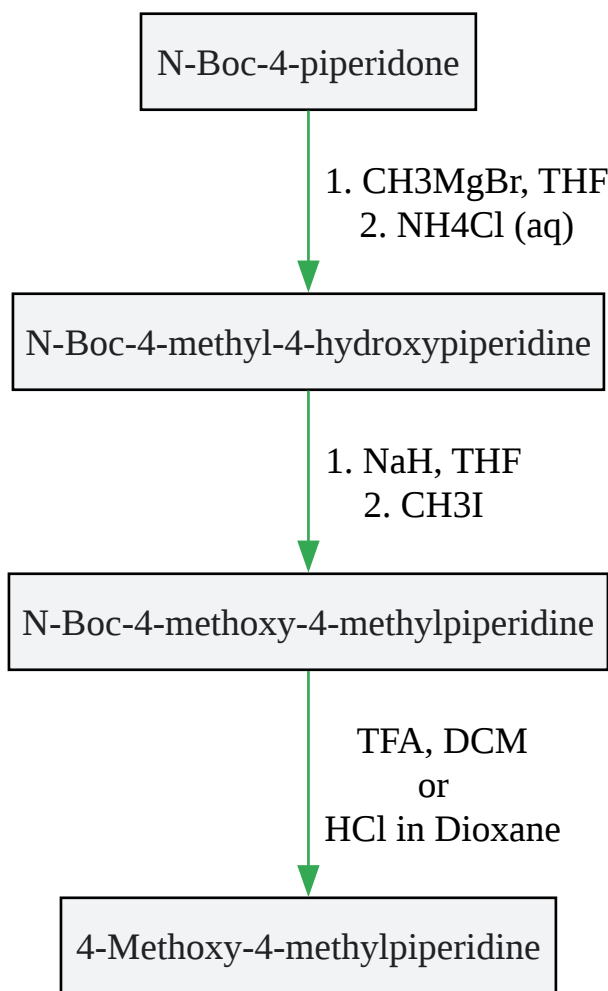 N-Boc-4-piperidone
1. CH3MgBr, THF
2. NH4Cl (aq)
N-Boc-4-methyl-4-hydroxypiperidine
1. NaH, THF
2. CH3I
N-Boc-4-methoxy-4-methylpiperidine
TFA, DCM
or
HCl in Dioxane
4-Methoxy-4-methylpiperidine